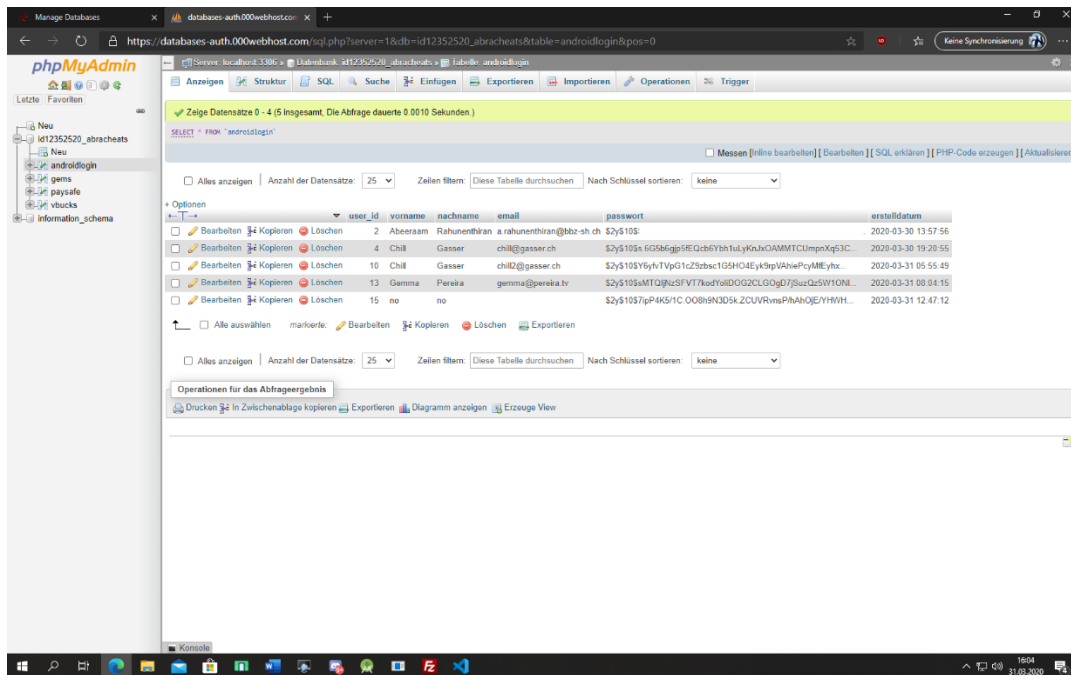 Manage Databases × databases-auth.000webhost.com × +
https://databases-auth.000webhost.com/sql.php?server=1&db=id12352520_abracheats&table=androidlogin&pos=0 Keine Synchronisierung
phpMyAdmin
Letzte Favoriten
Neu
id12352520_abracheats
Neu
androidlogin
gems
paysafe
vbucks
information_schema
Server: localhost:3306 » Datenbank: id12352520_abracheats » Tabelle: androidlogin
Anzeigen Struktur SQL Suche Einfügen Exportieren Importieren Operationen Trigger
Zeige Datensätze 0 - 4 (5 insgesamt, Die Abfrage dauerte 0.0010 Sekunden.)
SELECT * FROM `androidlogin`
Messen [Inline bearbeiten] [ Bearbeiten ] [ SQL erklären ] [ PHP-Code erzeugen ] [ Aktualisieren
Alles anzeigen Anzahl der Datensätze: 25 Zeilen filtern: Diese Tabelle durchsuchen Nach Schlüssel sortieren: keine
+ Optionen
user_id vorname nachname email passwort erstelldatum
Bearbeiten Kopieren Löschen 2 Abeeraam Rahunenthiran a.rahunenthiran@bbz-sh.ch $2y$10$ 2020-03-30 13:57:56
Bearbeiten Kopieren Löschen 4 Chill Gasser chill@gasser.ch 2020-03-30 19:20:55
Bearbeiten Kopieren Löschen 10 Chill Gasser chill2@gasser.ch 2020-03-31 05:55:49
Bearbeiten Kopieren Löschen 13 Gemma Pereira gemma@pereira.tv 2020-03-31 08:04:15
Bearbeiten Kopieren Löschen 15 no no 2020-03-31 12:47:12
Alle auswählen markierte: Bearbeiten Kopieren Löschen Exportieren
Alles anzeigen Anzahl der Datensätze: 25 Zeilen filtern: Diese Tabelle durchsuchen Nach Schlüssel sortieren: keine
Operationen für das Abfrageergebnis
Drucken In Zwischenablage kopieren Exportieren Diagramm anzeigen Erzeuge View
Konsole
16:04
31.03.2020